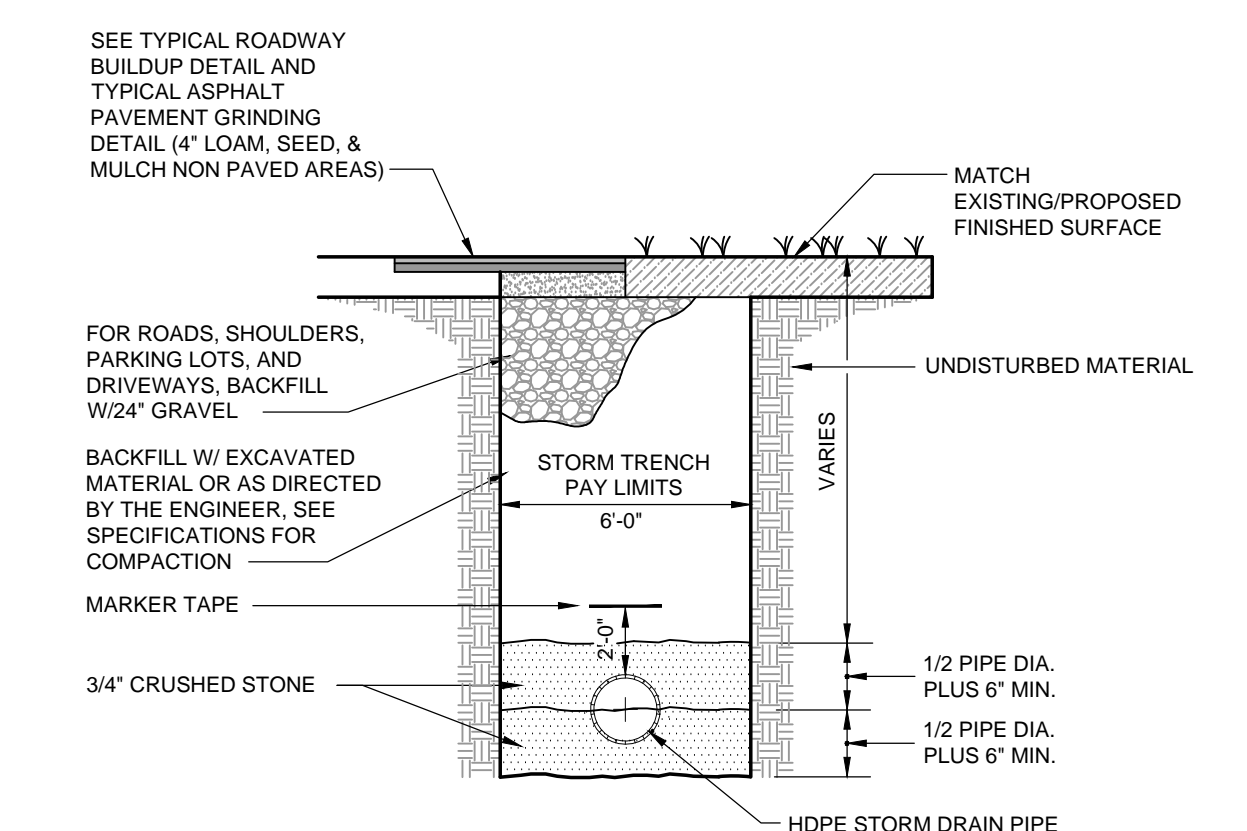 SEE TYPICAL ROADWAY
BUILDUP DETAIL AND
TYPICAL ASPHALT
PAVEMENT GRINDING
DETAIL (4" LOAM, SEED, &
MULCH NON PAVED AREAS)
MATCH
EXISTING/PROPOSED
FINISHED SURFACE
FOR ROADS, SHOULDERS,
PARKING LOTS, AND
DRIVEWAYS, BACKFILL
W/24" GRAVEL
UNDISTURBED MATERIAL
VARIES
BACKFILL W/ EXCAVATED
MATERIAL OR AS DIRECTED
BY THE ENGINEER, SEE
SPECIFICATIONS FOR
COMPACTION
STORM TRENCH
PAY LIMITS
6'-0"
MARKER TAPE
2'-0"
3/4" CRUSHED STONE
1/2 PIPE DIA.
PLUS 6" MIN.
1/2 PIPE DIA.
PLUS 6" MIN.
HDPE STORM DRAIN PIPE